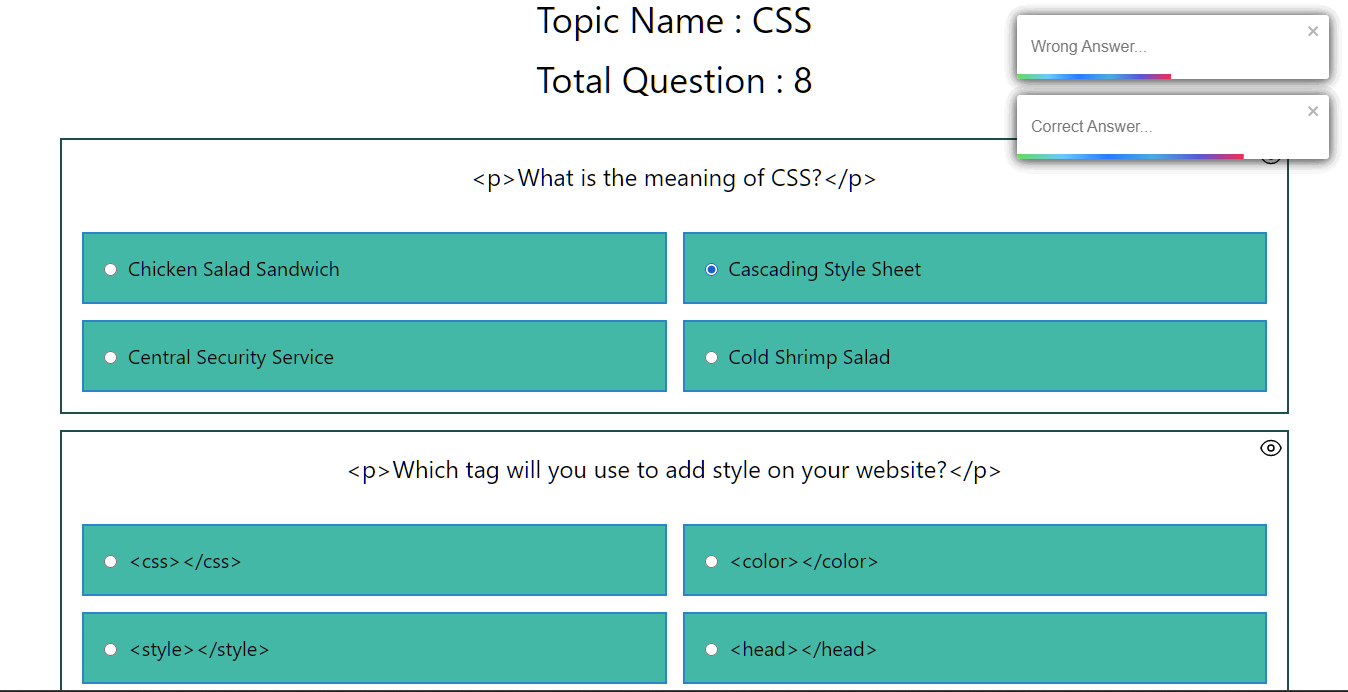 Topic Name : CSS
Total Question : 8
Wrong Answer...
Correct Answer...
<p>What is the meaning of CSS?</p>
Chicken Salad Sandwich
Cascading Style Sheet
Central Security Service
Cold Shrimp Salad
<p>Which tag will you use to add style on your website?</p>
<css></css>
<color></color>
<style></style>
<head></head>